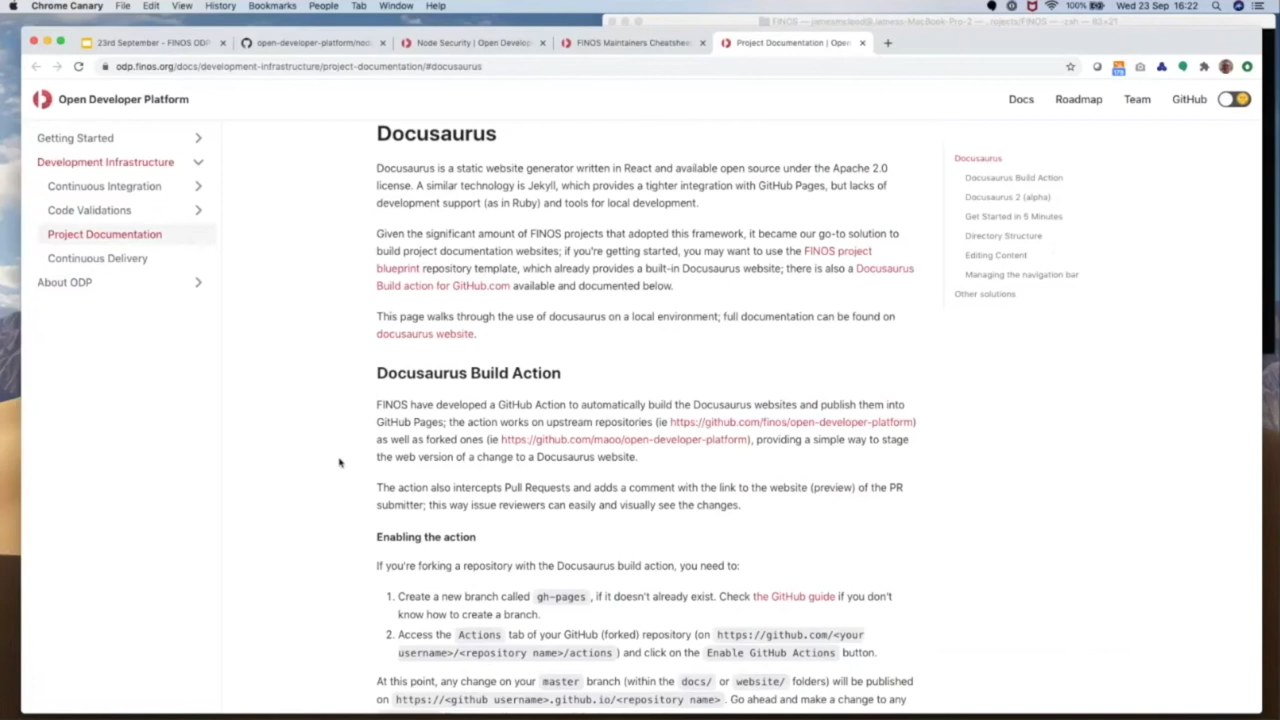 Chrome Canary File Edit View History Bookmarks People Tab Window Help 100% Wed 23 Sep 16:22
23rd September - FINOS ODP
open-developer-platform/nod
Node Security | Open Develop
FINOS Maintainers Cheatshee
Project Documentation | Open
odp.finos.org/docs/development-infrastructure/project-documentation/#docusaurus
Open Developer Platform
Docs Roadmap Team GitHub
Getting Started
Development Infrastructure
Continuous Integration
Code Validations
Project Documentation
Continuous Delivery
About ODP
Docusaurus
Docusaurus is a static website generator written in React and available open source under the Apache 2.0
license. A similar technology is Jekyll, which provides a tighter integration with GitHub Pages, but lacks of
development support (as in Ruby) and tools for local development.
Given the significant amount of FINOS projects that adopted this framework, it became our go-to solution to
build project documentation websites; if you're getting started, you may want to use the FINOS project
blueprint repository template, which already provides a built-in Docusaurus website; there is also a Docusaurus
Build action for GitHub.com available and documented below.
This page walks through the use of docusaurus on a local environment; full documentation can be found on
docusaurus website.
Docusaurus Build Action
FINOS have developed a GitHub Action to automatically build the Docusaurus websites and publish them into
GitHub Pages; the action works on upstream repositories (ie https://github.com/finos/open-developer-platform)
as well as forked ones (ie https://github.com/maoo/open-developer-platform), providing a simple way to stage
the web version of a change to a Docusaurus website.
The action also intercepts Pull Requests and adds a comment with the link to the website (preview) of the PR
submitter; this way issue reviewers can easily and visually see the changes.
Enabling the action
If you're forking a repository with the Docusaurus build action, you need to:
1. Create a new branch called gh-pages, if it doesn't already exist. Check the GitHub guide if you don't
know how to create a branch.
2. Access the Actions tab of your GitHub (forked) repository (on https://github.com/<your
username>/<repository name>/actions) and click on the Enable GitHub Actions button.
At this point, any change on your master branch (within the docs/ or website/ folders) will be published
on https://<github username>.github.io/<repository name>. Go ahead and make a change to any
Docusaurus
Docusaurus Build Action
Docusaurus 2 (alpha)
Get Started in 5 Minutes
Directory Structure
Editing Content
Managing the navigation bar
Other solutions